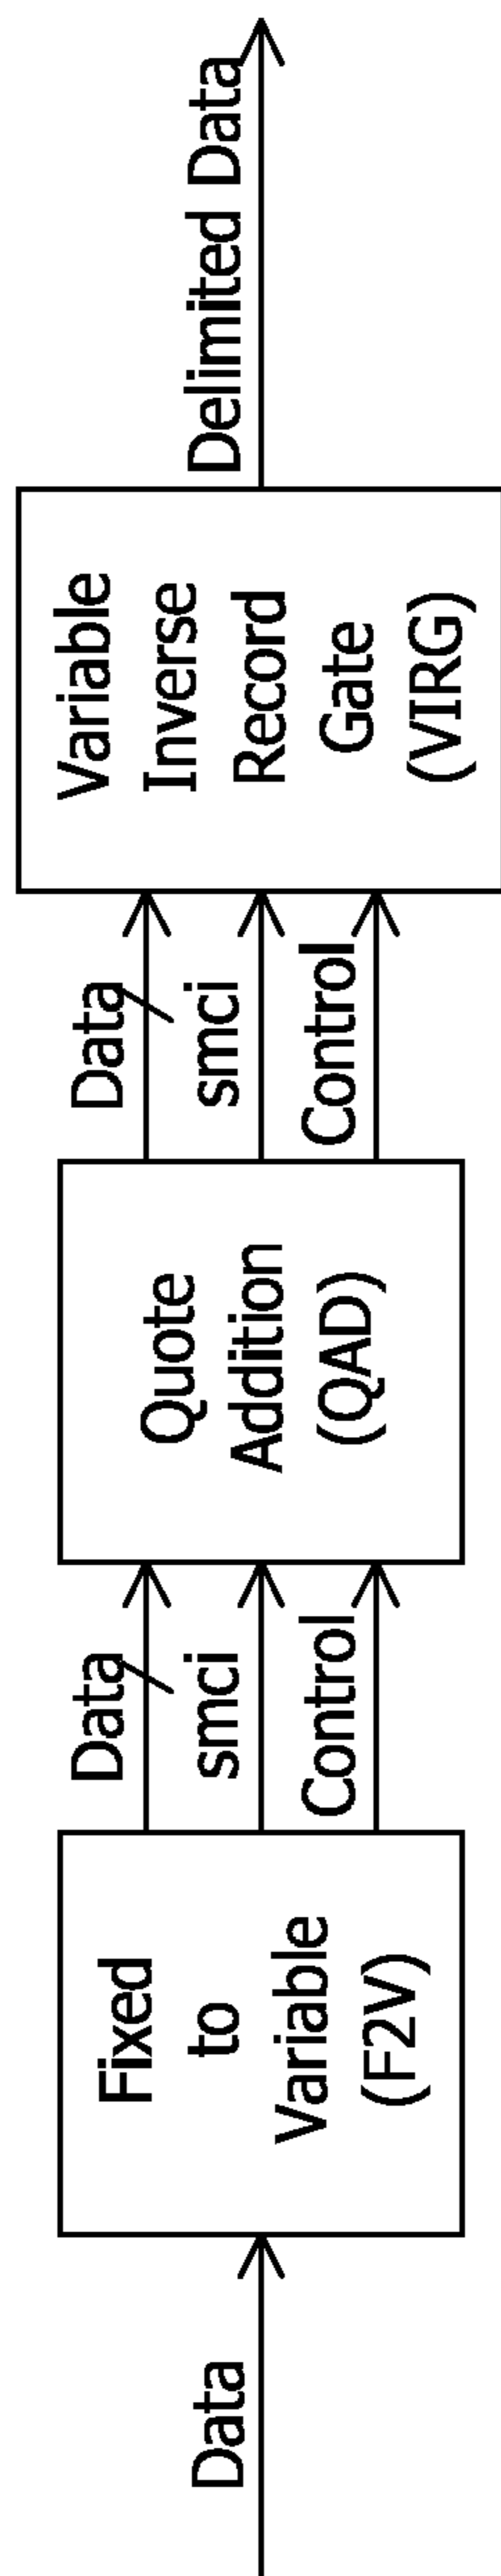 Data
Fixed
to
Variable
(F2V)
Data
smci
Control
Quote
Addition
(QAD)
Data
smci
Control
Variable
Inverse
Record
Gate
(VIRG)
Delimited Data